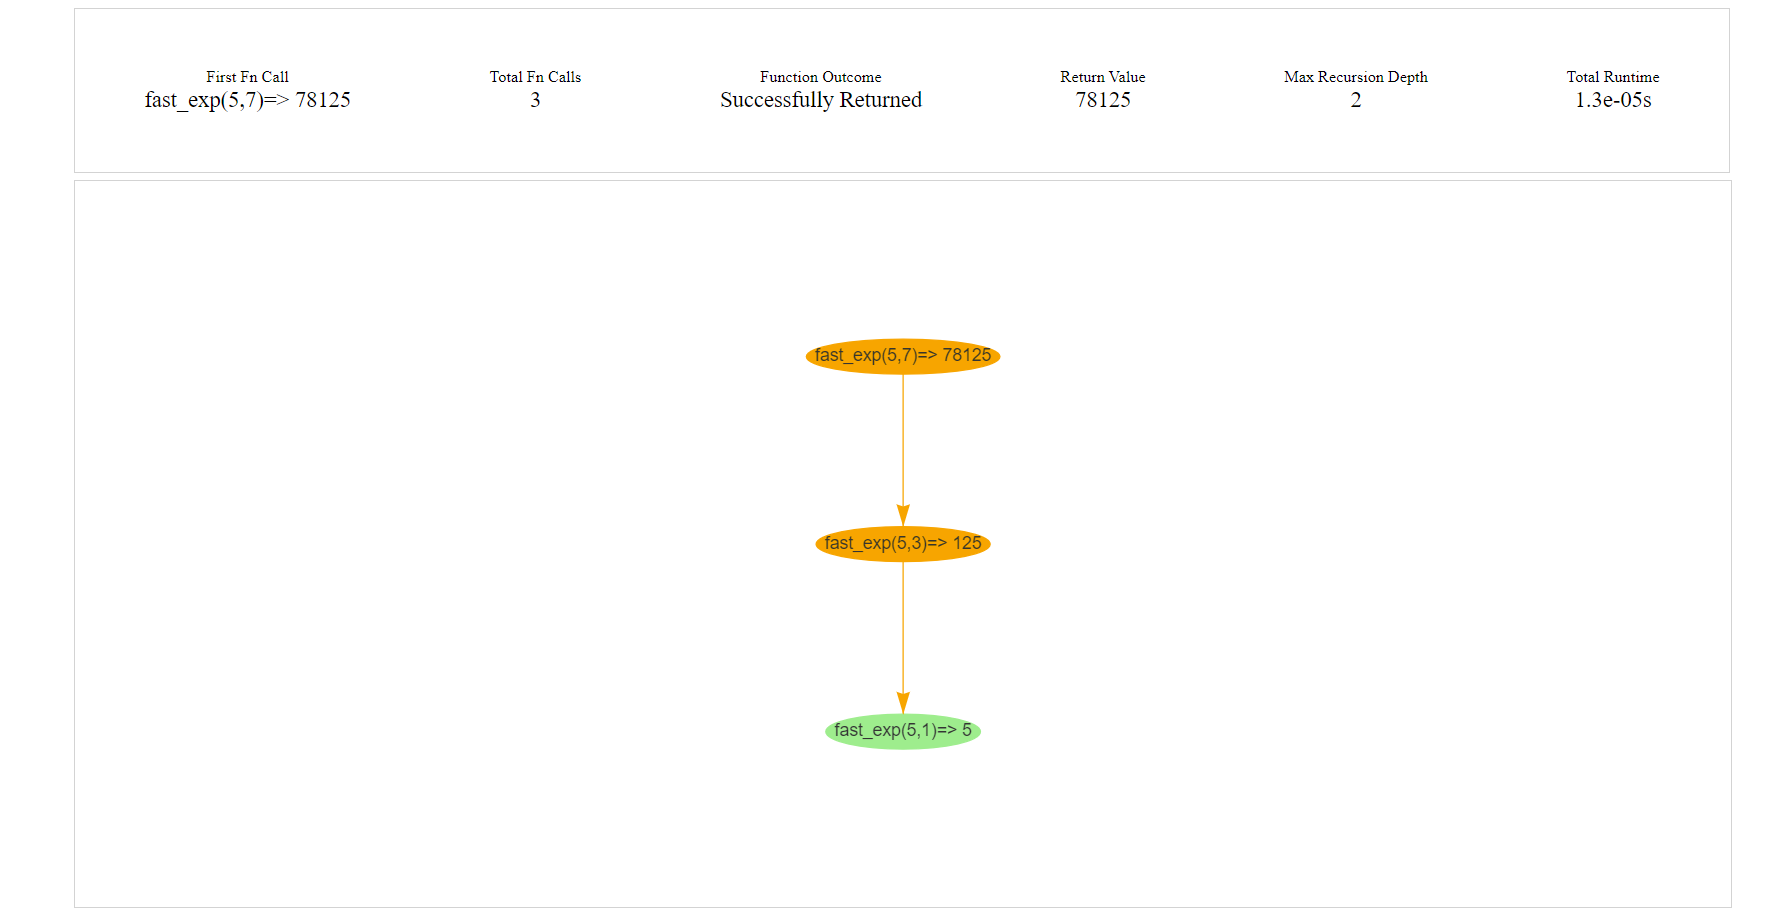 First Fn Call
fast_exp(5,7)=> 78125
Total Fn Calls
3
Function Outcome
Successfully Returned
Return Value
78125
Max Recursion Depth
2
Total Runtime
1.3e-05s
fast_exp(5,7)=> 78125
fast_exp(5,3)=> 125
fast_exp(5,1)=> 5